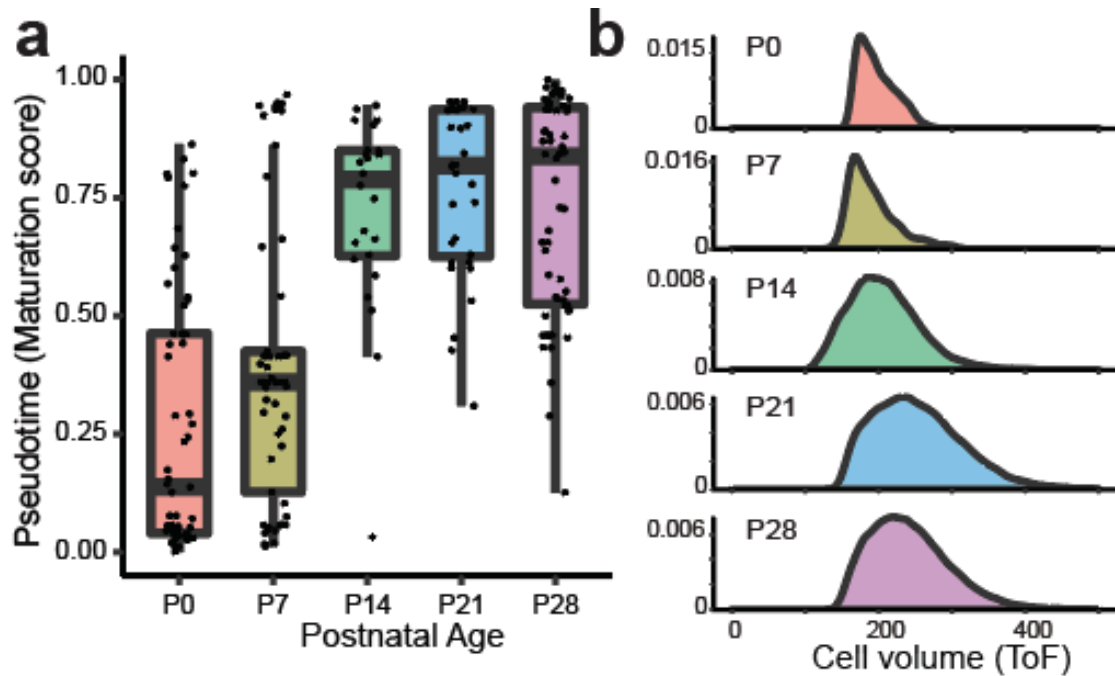 a
Pseudotime (Maturation score)
1.00
0.75
0.50
0.25
0.00
P0 P7 P14 P21 P28
Postnatal Age
b
0.015
0
P0
0.016
0
P7
0.008
0
P14
0.006
0
P21
0.006
0
P28
0 200 400
Cell volume (ToF)